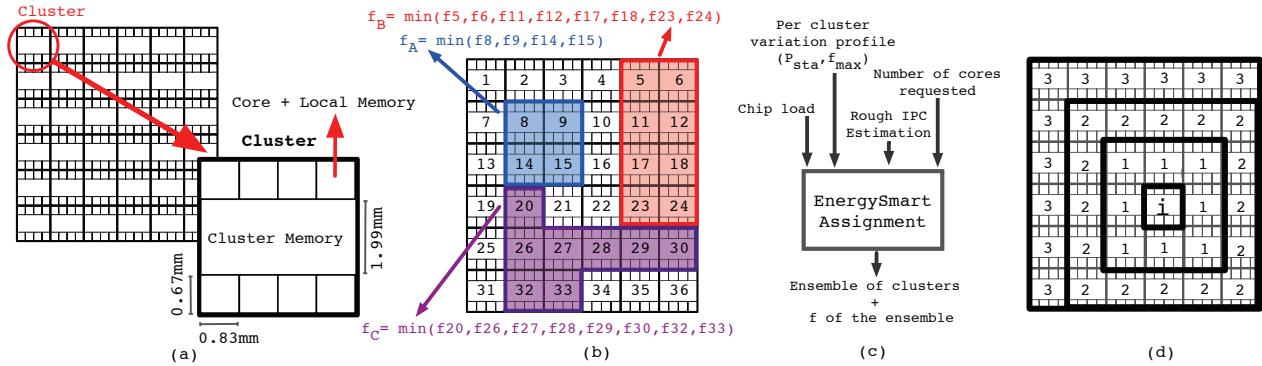 Cluster
Core + Local Memory
Cluster
Cluster Memory
1.99mm
0.67mm
0.83mm
(a)
f_B= min(f5,f6,f11,f12,f17,f18,f23,f24)
f_A= min(f8,f9,f14,f15)
1 2 3 4 5 6
7 8 9 10 11 12
13 14 15 16 17 18
19 20 21 22 23 24
25 26 27 28 29 30
31 32 33 34 35 36
f_C= min(f20,f26,f27,f28,f29,f30,f32,f33)
(b)
Per cluster
variation profile
(P_sta,f_max)
Number of cores
requested
Chip load
Rough IPC
Estimation
EnergySmart
Assignment
Ensemble of clusters
+
f of the ensemble
(c)
3 3 3 3 3 3
3 2 2 2 2 2
3 2 1 1 1 2
3 2 1 i 1 2
3 2 1 1 1 2
3 2 2 2 2 2
(d)